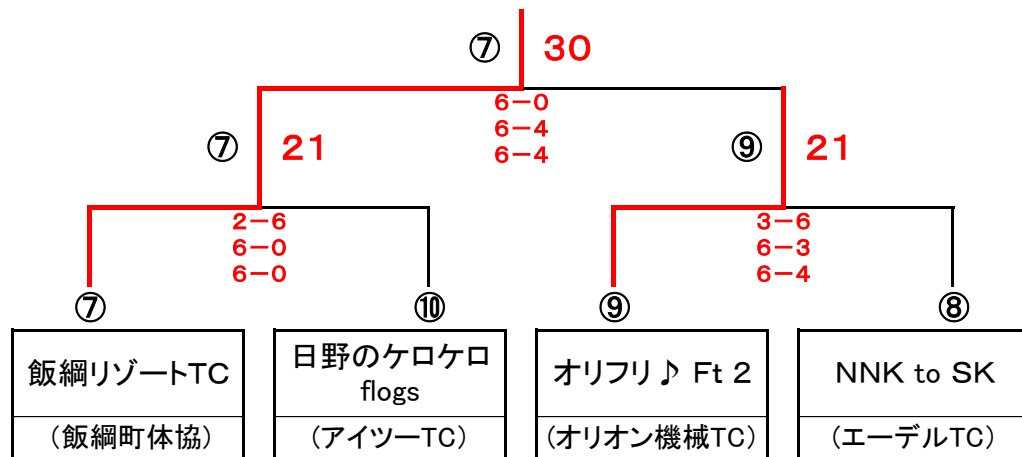 ⑦ 30
6-0
6-4
6-4
⑦ 21
⑨ 21
2-6
6-0
6-0
3-6
6-3
6-4
⑦
⑩
⑨
⑧
飯綱リゾートTC
(飯綱町体協)
日野のケロケロ
flogs
(アイツーTC)
オリフリ♪ Ft 2
(オリオン機械TC)
NNK to SK
(エーデルTC)